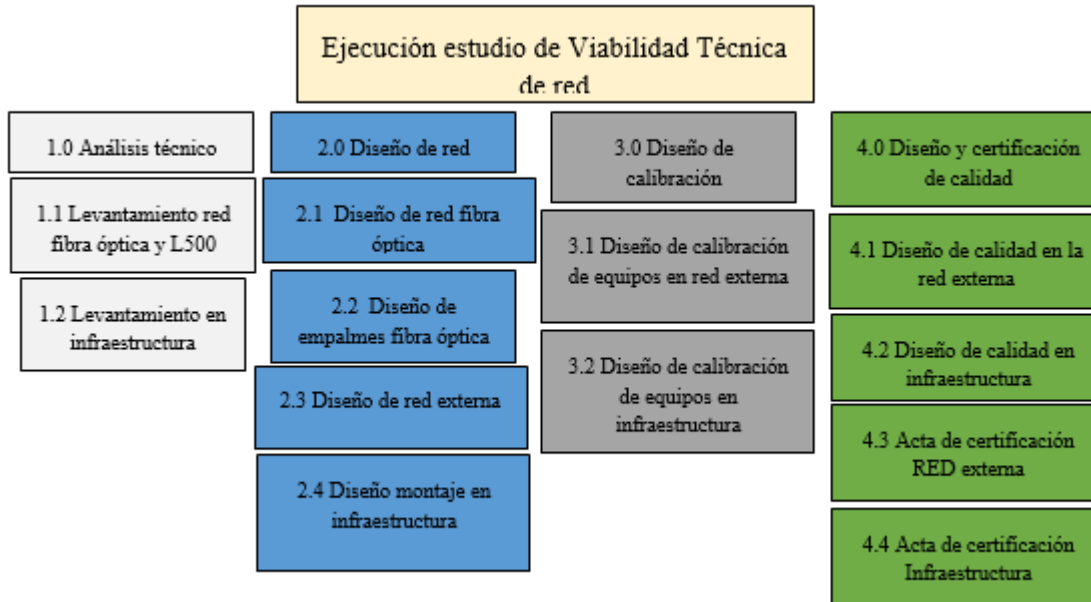 Ejecución estudio de Viabilidad Técnica
de red
1.0 Análisis técnico
1.1 Levantamiento red
fibra óptica y L500
1.2 Levantamiento en
infraestructura
2.0 Diseño de red
2.1 Diseño de red fibra
óptica
2.2 Diseño de
empalmes fibra óptica
2.3 Diseño de red externa
2.4 Diseño montaje en
infraestructura
3.0 Diseño de
calibración
3.1 Diseño de calibración
de equipos en red externa
3.2 Diseño de calibración
de equipos en
infraestructura
4.0 Diseño y certificación
de calidad
4.1 Diseño de calidad en la
red externa
4.2 Diseño de calidad en
infraestructura
4.3 Acta de certificación
RED externa
4.4 Acta de certificación
Infraestructura